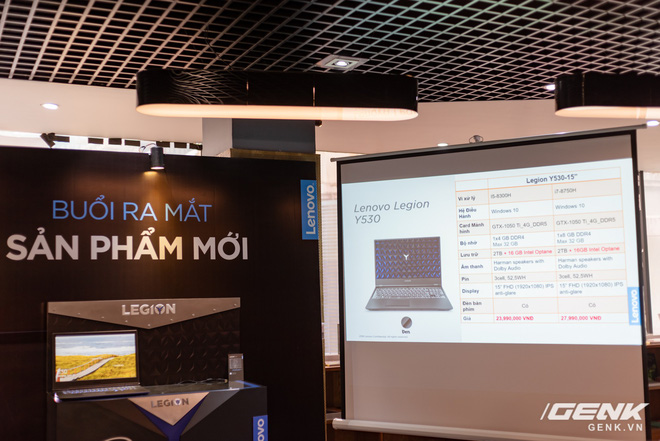 BUỔI RA MẮT
SẢN PHẨM MỚI
Lenovo
LEGION
LEGION
Lenovo
Lenovo Legion
Y530
Legion Y530-15"
Vi xử lý i5-8300H i7-8750H
Hệ Điều Hành Windows 10 Windows 10
Card Màn hình GTX-1050 Ti_4G_DDR5 GTX-1050 Ti_4G_DDR5
Bộ nhớ 1x4 GB DDR4 Max 32 GB 1x8 GB DDR4 Max 32 GB
Lưu trữ 2TB + 16 GB Intel Optane 2TB + 16GB Intel Optane
Âm thanh Harman speakers with Dolby Audio Harman speakers with Dolby Audio
Pin 3cell, 52.5WH 3cell, 52.5WH
Display 15" FHD (1920x1080) IPS anti-glare 15" FHD (1920x1080) IPS anti-glare
Đèn bàn phím Có Có
Giá 23,990,000 VNĐ 27,990,000 VNĐ
Lenovo
GENK
GENK.VN